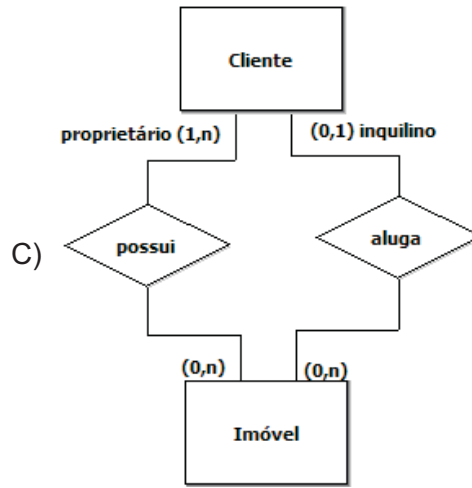 Cliente
proprietário (1,n)
(0,1) inquilino
C)
possui
aluga
(0,n)
(0,n)
Imóvel